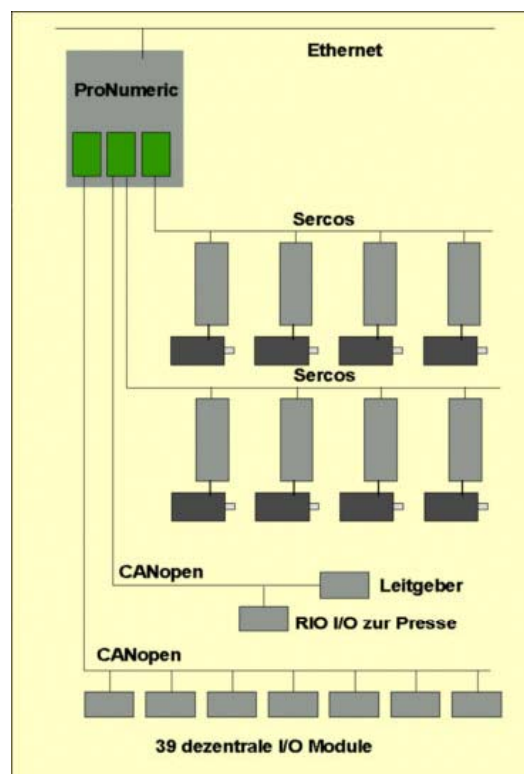 Ethernet
ProNumeric
Sercos
Sercos
CANopen
Leitgeber
RIO I/O zur Presse
CANopen
39 dezentrale I/O Module